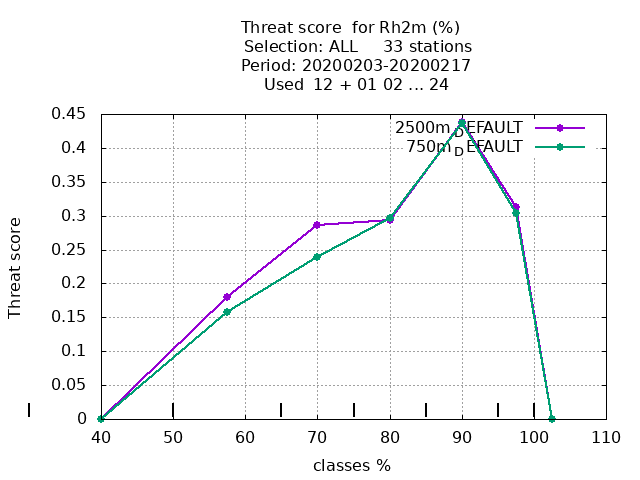 Threat score  for Rh2m (%)
Selection: ALL     33 stations
Period: 20200203-20200217
Used  12 + 01 02 ... 24
2500m_DEFAULT
750m_DEFAULT
0.45
0.4
0.35
0.3
0.25
0.2
0.15
0.1
0.05
0
Threat score
40 50 60 70 80 90 100 110
classes %